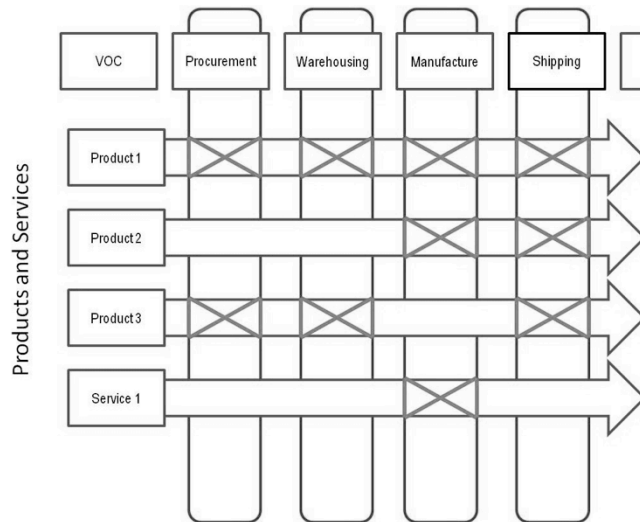 VOC
Procurement
Warehousing
Manufacture
Shipping
Products and Services
Product 1
Product 2
Product 3
Service 1